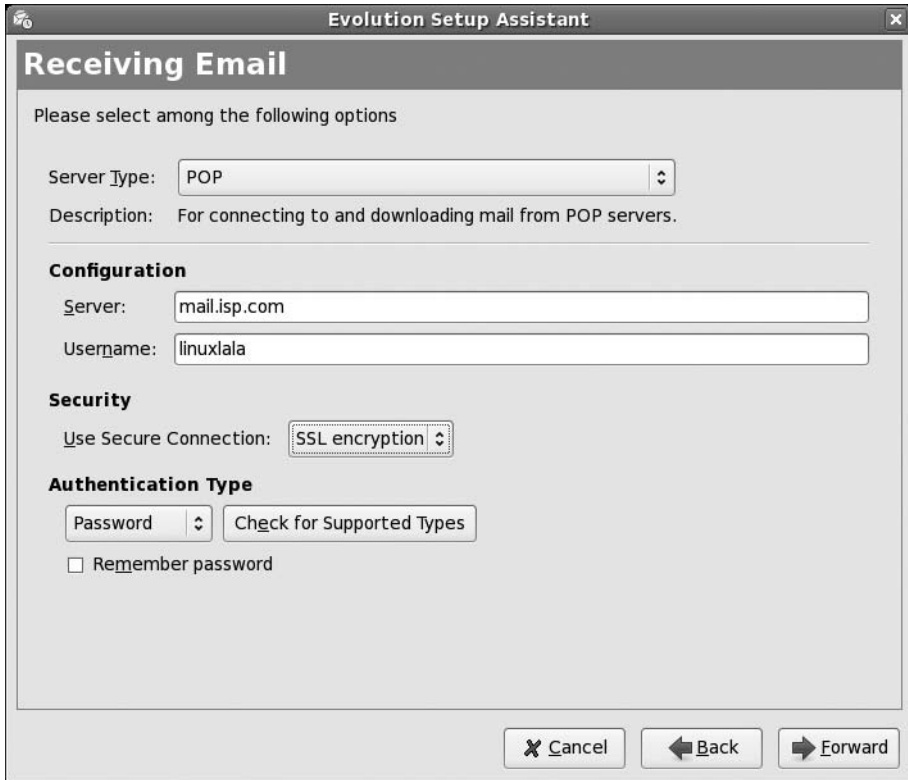 Evolution Setup Assistant
Receiving Email
Please select among the following options
Server Type: POP
Description: For connecting to and downloading mail from POP servers.
Configuration
Server: mail.isp.com
Username: linuxlala
Security
Use Secure Connection: SSL encryption
Authentication Type
Password Check for Supported Types
Remember password
Cancel Back Forward